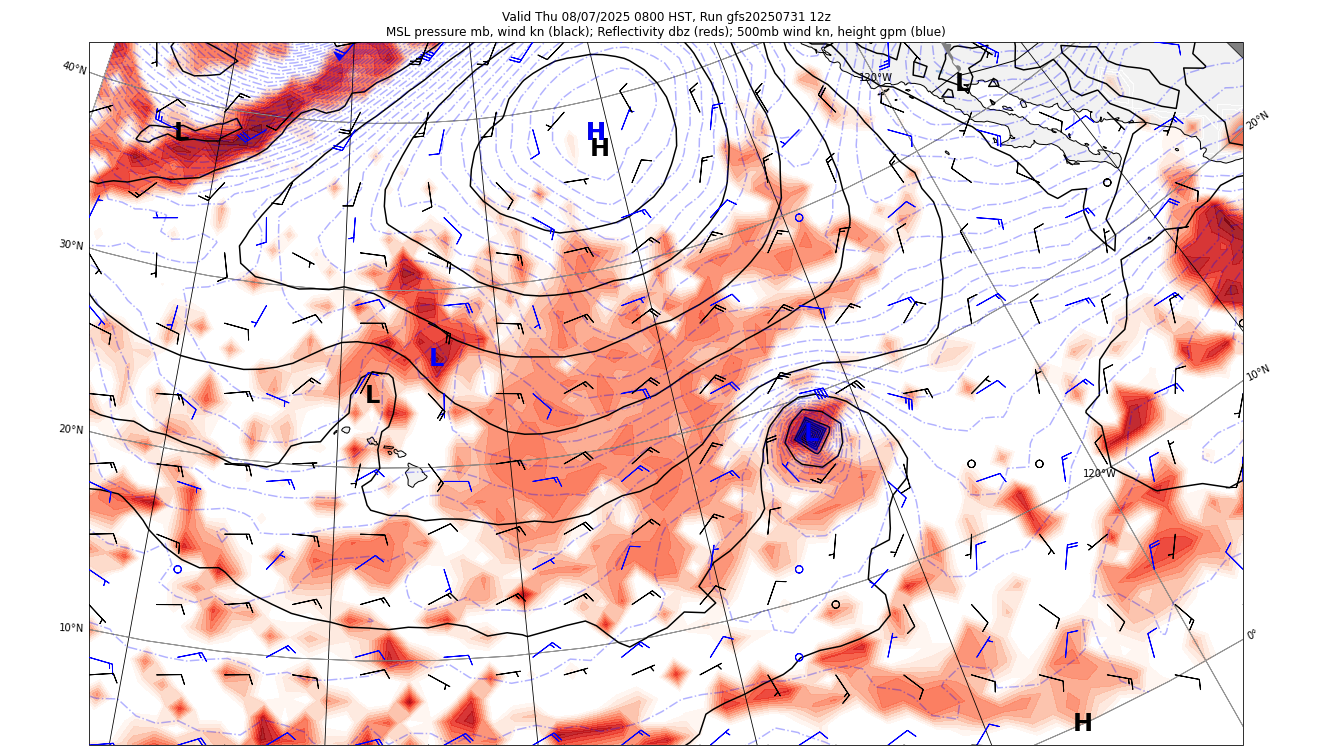 Valid Thu 08/07/2025 0800 HST, Run gfs20250731 12z
MSL pressure mb, wind kn (black); Reflectivity dbz (reds); 500mb wind kn, height gpm (blue)
40°N
120°W
L
20°N
L
H
H
30°N
L
10°N
L
20°N
120°W
10°N
0°
H